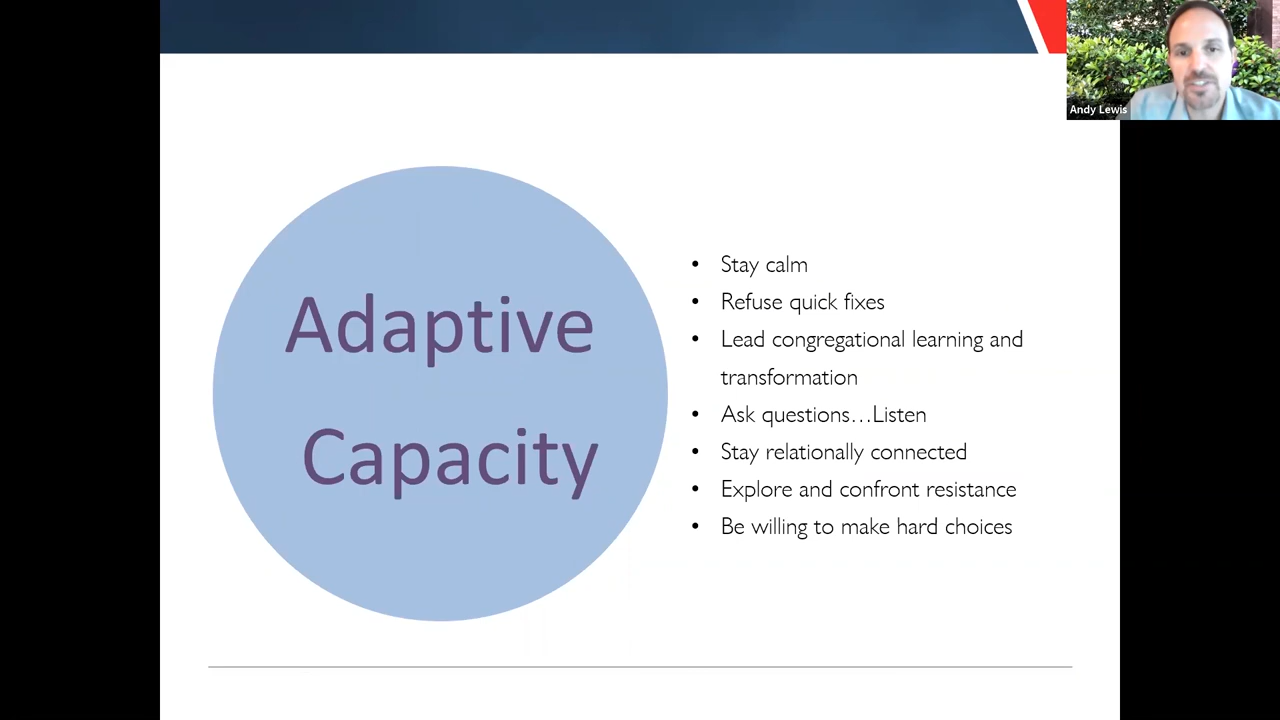 Andy Lewis
Adaptive
Capacity
• Stay calm
• Refuse quick fixes
• Lead congregational learning and
transformation
• Ask questions…Listen
• Stay relationally connected
• Explore and confront resistance
• Be willing to make hard choices